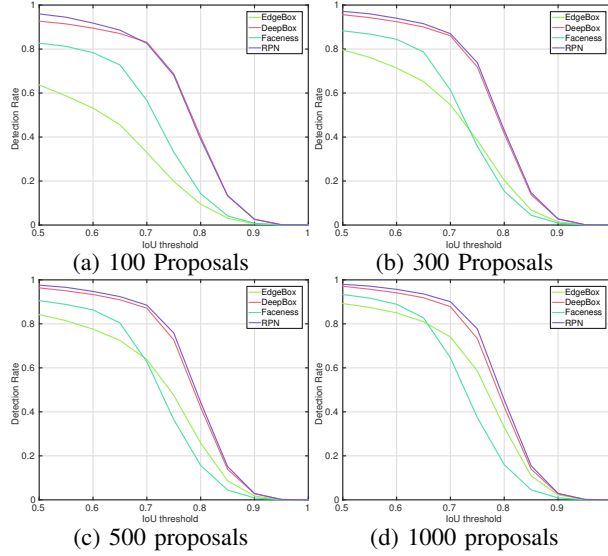 EdgeBox
DeepBox
Faceness
RPN
Detection Rate
1
0.8
0.6
0.4
0.2
0
0.5 0.6 0.7 0.8 0.9 1
IoU threshold
(a) 100 Proposals
EdgeBox
DeepBox
Faceness
RPN
Detection Rate
1
0.8
0.6
0.4
0.2
0
0.5 0.6 0.7 0.8 0.9
IoU threshold
(b) 300 Proposals
EdgeBox
DeepBox
Faceness
RPN
Detection Rate
1
0.8
0.6
0.4
0.2
0
0.5 0.6 0.7 0.8 0.9 1
IoU threshold
(c) 500 proposals
EdgeBox
DeepBox
Faceness
RPN
Detection Rate
1
0.8
0.6
0.4
0.2
0
0.5 0.6 0.7 0.8 0.9
IoU threshold
(d) 1000 proposals